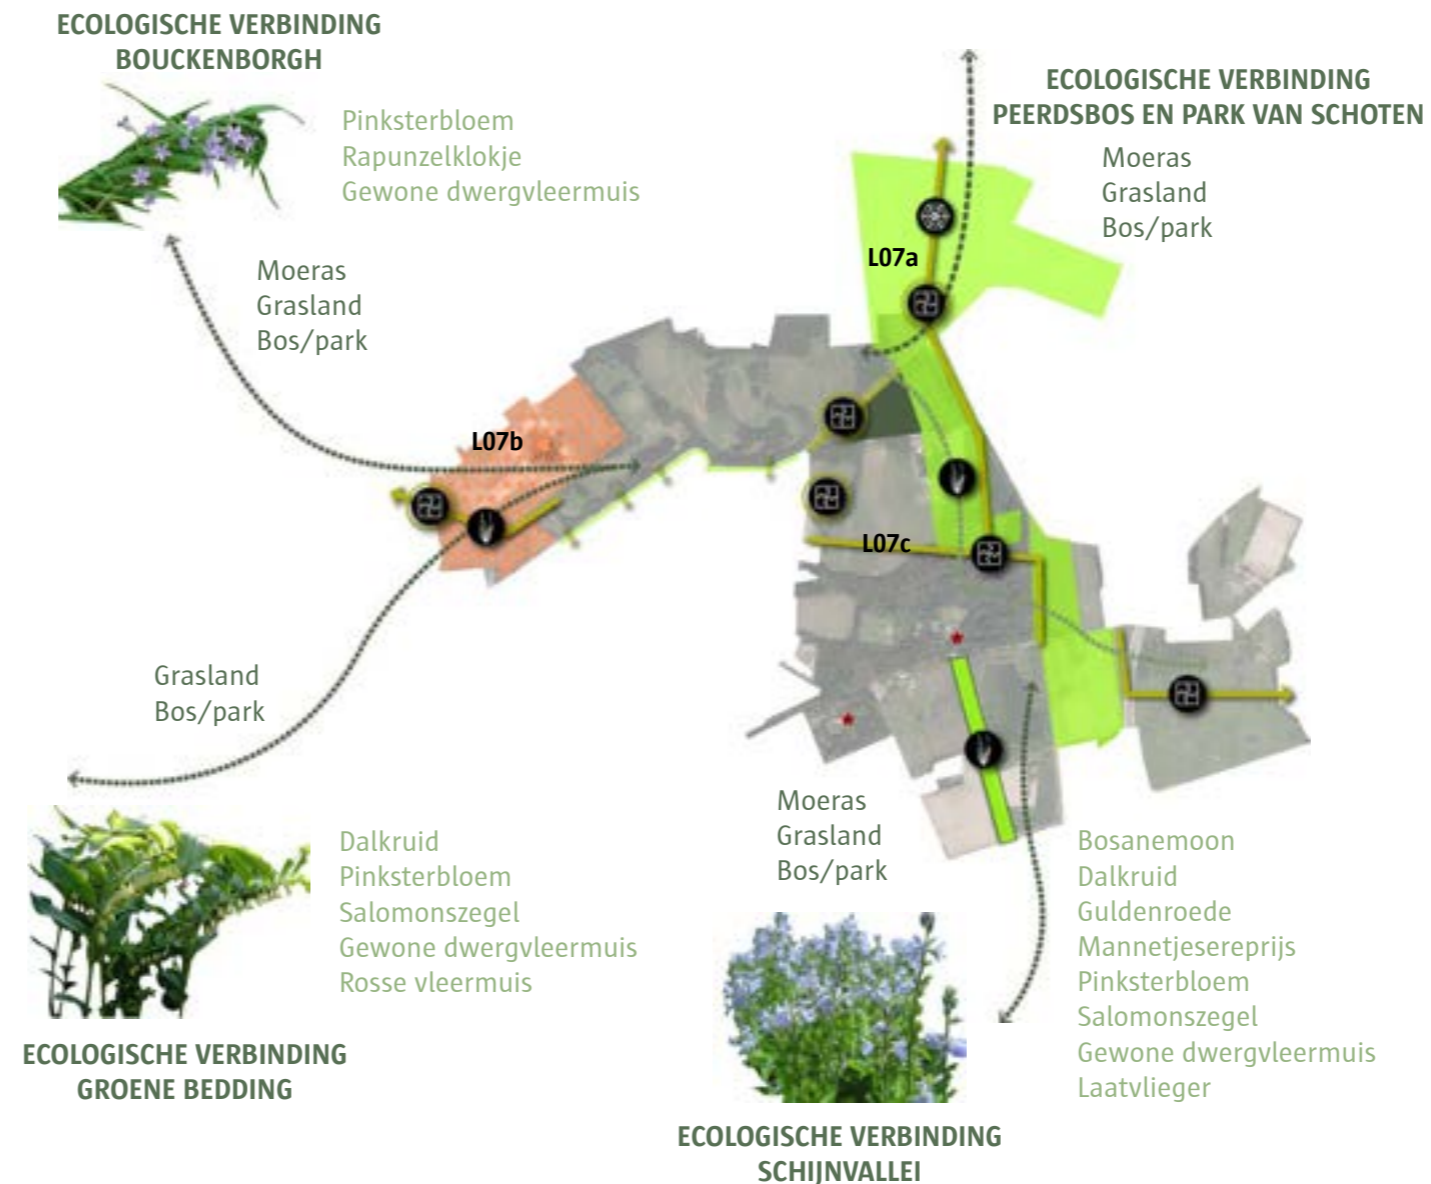 ECOLOGISCHE VERBINDING
BOUCKENBORGH
Pinksterbloem
Rapunzelklokje
Gewone dwergvleermuis
Moeras
Grasland
Bos/park
ECOLOGISCHE VERBINDING
PEERDSBOS EN PARK VAN SCHOTEN
Moeras
Grasland
Bos/park
L07a
L07b
L07c
Grasland
Bos/park
Dalkruid
Pinksterbloem
Salomonszegel
Gewone dwergvleermuis
Rosse vleermuis
ECOLOGISCHE VERBINDING
GROENE BEDDING
Moeras
Grasland
Bos/park
Bosanemoon
Dalkruid
Guldenroede
Mannetjesereprijs
Pinksterbloem
Salomonszegel
Gewone dwergvleermuis
Laatvlieger
ECOLOGISCHE VERBINDING
SCHIJNVALLEI